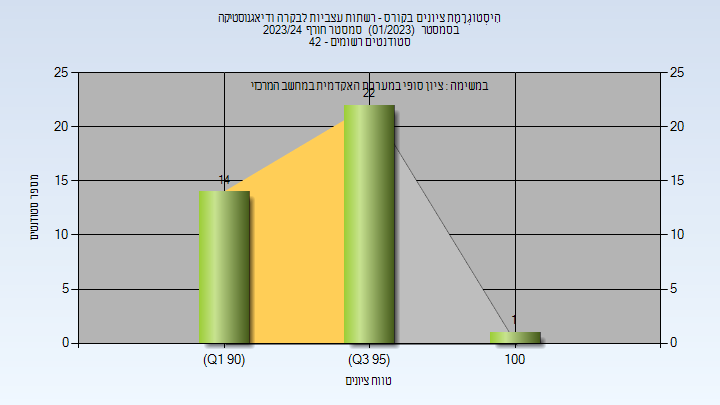 היסטוגרמת ציונים בקורס - רשתות עצביות לבקרה ודיאגנוסטיקה
בסמסטר (01/2023) סמסטר חורף 2023/24
סטודנטים רשומים - 42
במשימה : ציון סופי במערכת האקדמית במחשב המרכזי
25
20
15
10
5
0
25
20
15
10
5
0
14
22
1
(Q1 90)
(Q3 95)
100
מספר סטודנטים
טווח ציונים